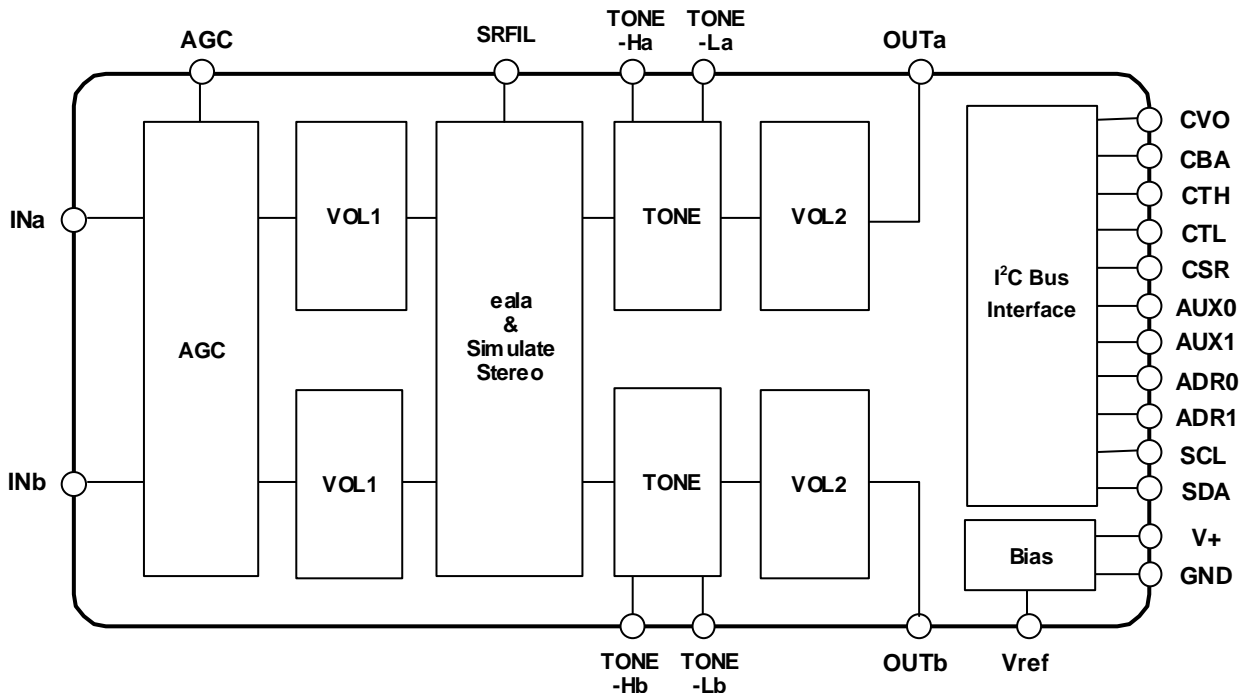 AGC
SRFIL
TONE
-Ha
TONE
-La
OUTa
INa
INb
AGC
VOL1
VOL1
eala
&
Simulate
Stereo
TONE
TONE
VOL2
VOL2
I²C Bus
Interface
Bias
CVO
CBA
CTH
CTL
CSR
AUX0
AUX1
ADR0
ADR1
SCL
SDA
V+
GND
TONE
-Hb
TONE
-Lb
OUTb
Vref